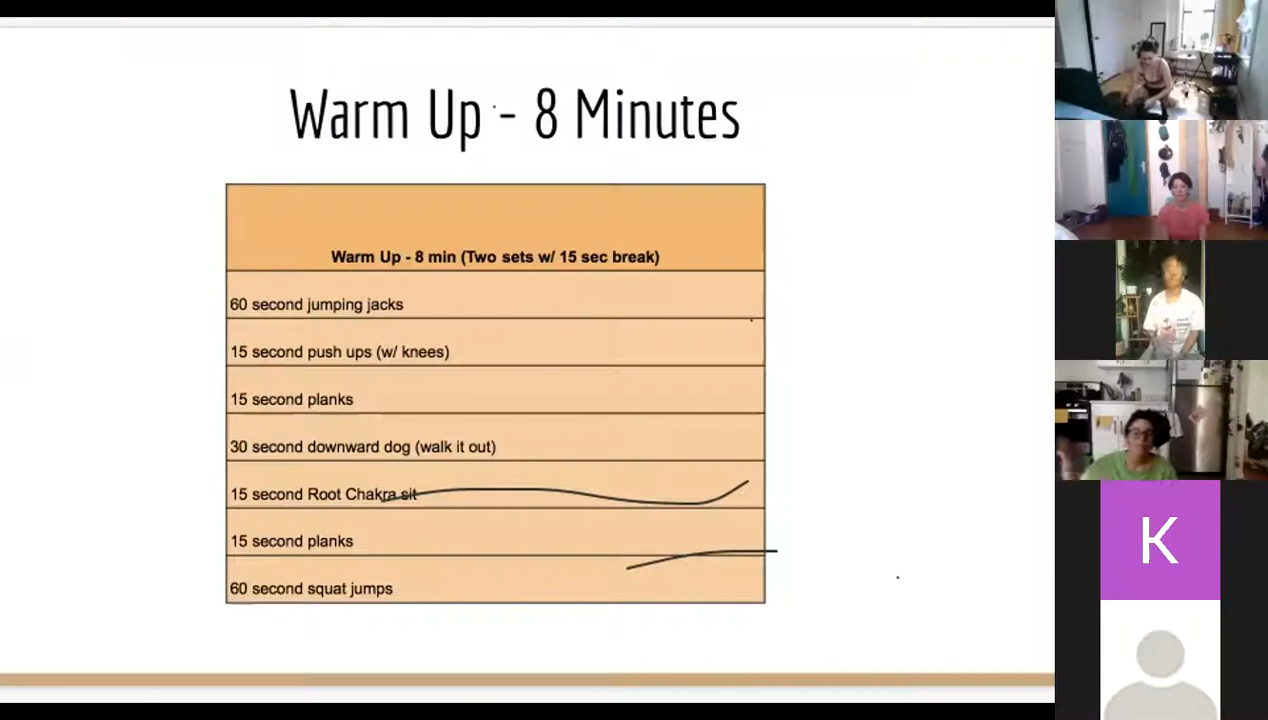 Warm Up - 8 Minutes
Warm Up - 8 min (Two sets w/ 15 sec break)
60 second jumping jacks
15 second push ups (w/ knees)
15 second planks
30 second downward dog (walk it out)
15 second Root Chakra sit
15 second planks
60 second squat jumps
K